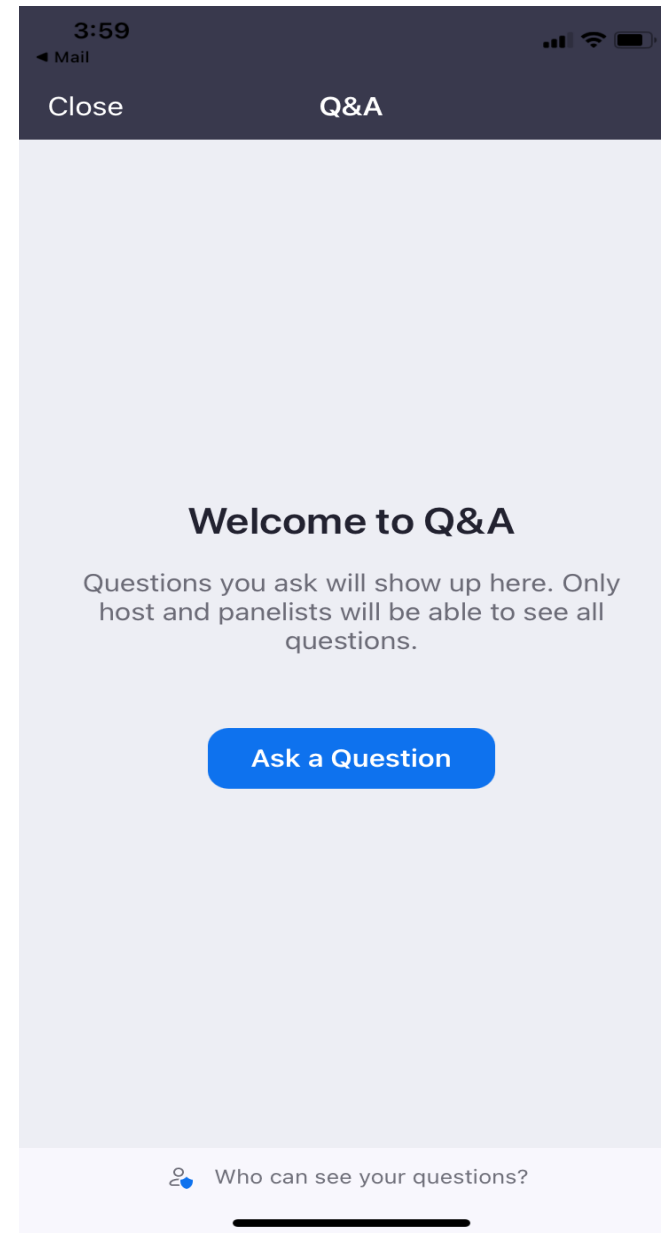 3:59
◄ Mail
Close Q&A
Welcome to Q&A
Questions you ask will show up here. Only
host and panelists will be able to see all
questions.
Ask a Question
Who can see your questions?